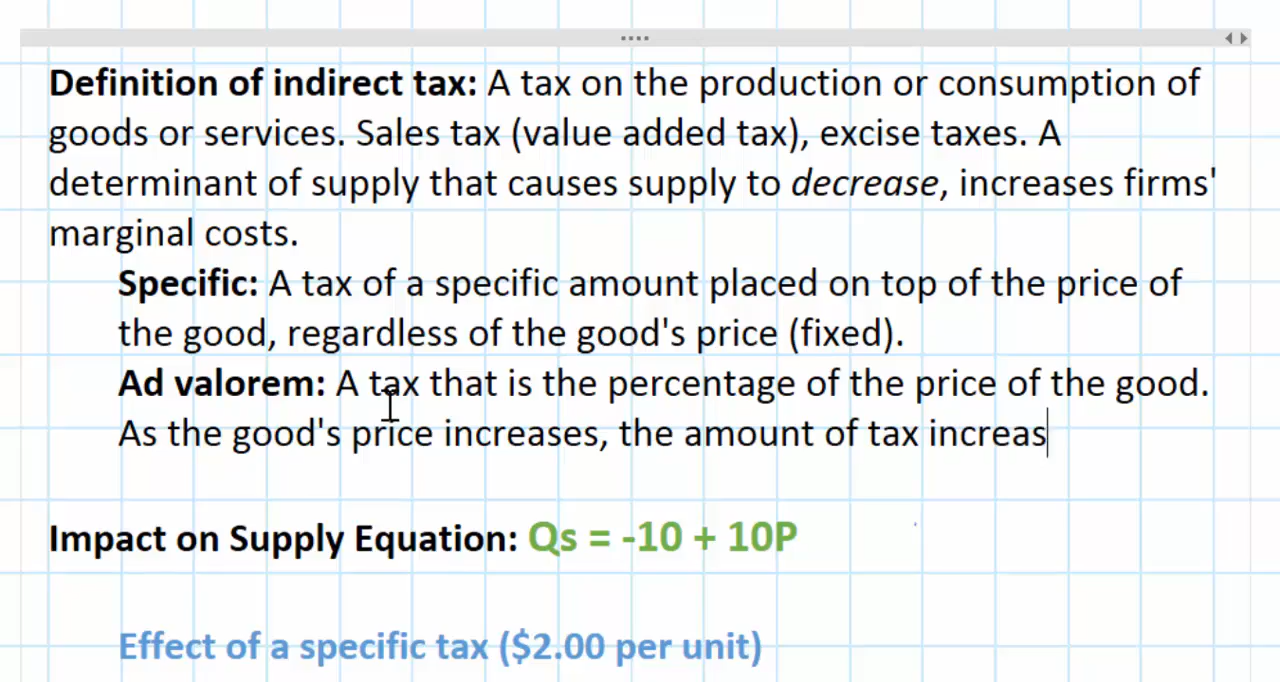 Definition of indirect tax: A tax on the production or consumption of
goods or services. Sales tax (value added tax), excise taxes. A
determinant of supply that causes supply to decrease, increases firms'
marginal costs.
Specific: A tax of a specific amount placed on top of the price of
the good, regardless of the good's price (fixed).
Ad valorem: A tax that is the percentage of the price of the good.
As the good's price increases, the amount of tax increas
Impact on Supply Equation: Qs = -10 + 10P
Effect of a specific tax ($2.00 per unit)